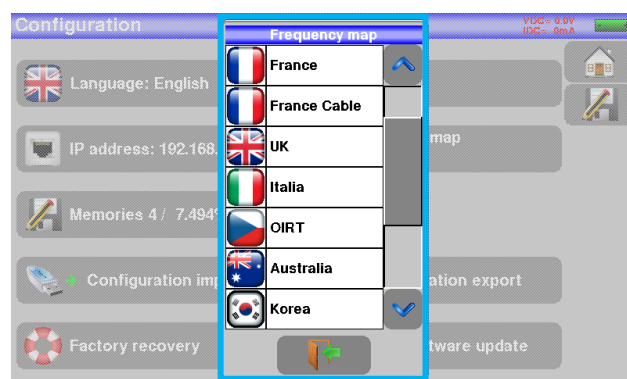 Configuration
VDC= 0.0V
IDC= 0mA
Frequency map
France
France Cable
UK
Italia
OIRT
Australia
Korea
Language: English
IP address: 192.168.
map
Memories 4 / 7.494%
Configuration imp
ation export
Factory recovery
tware update